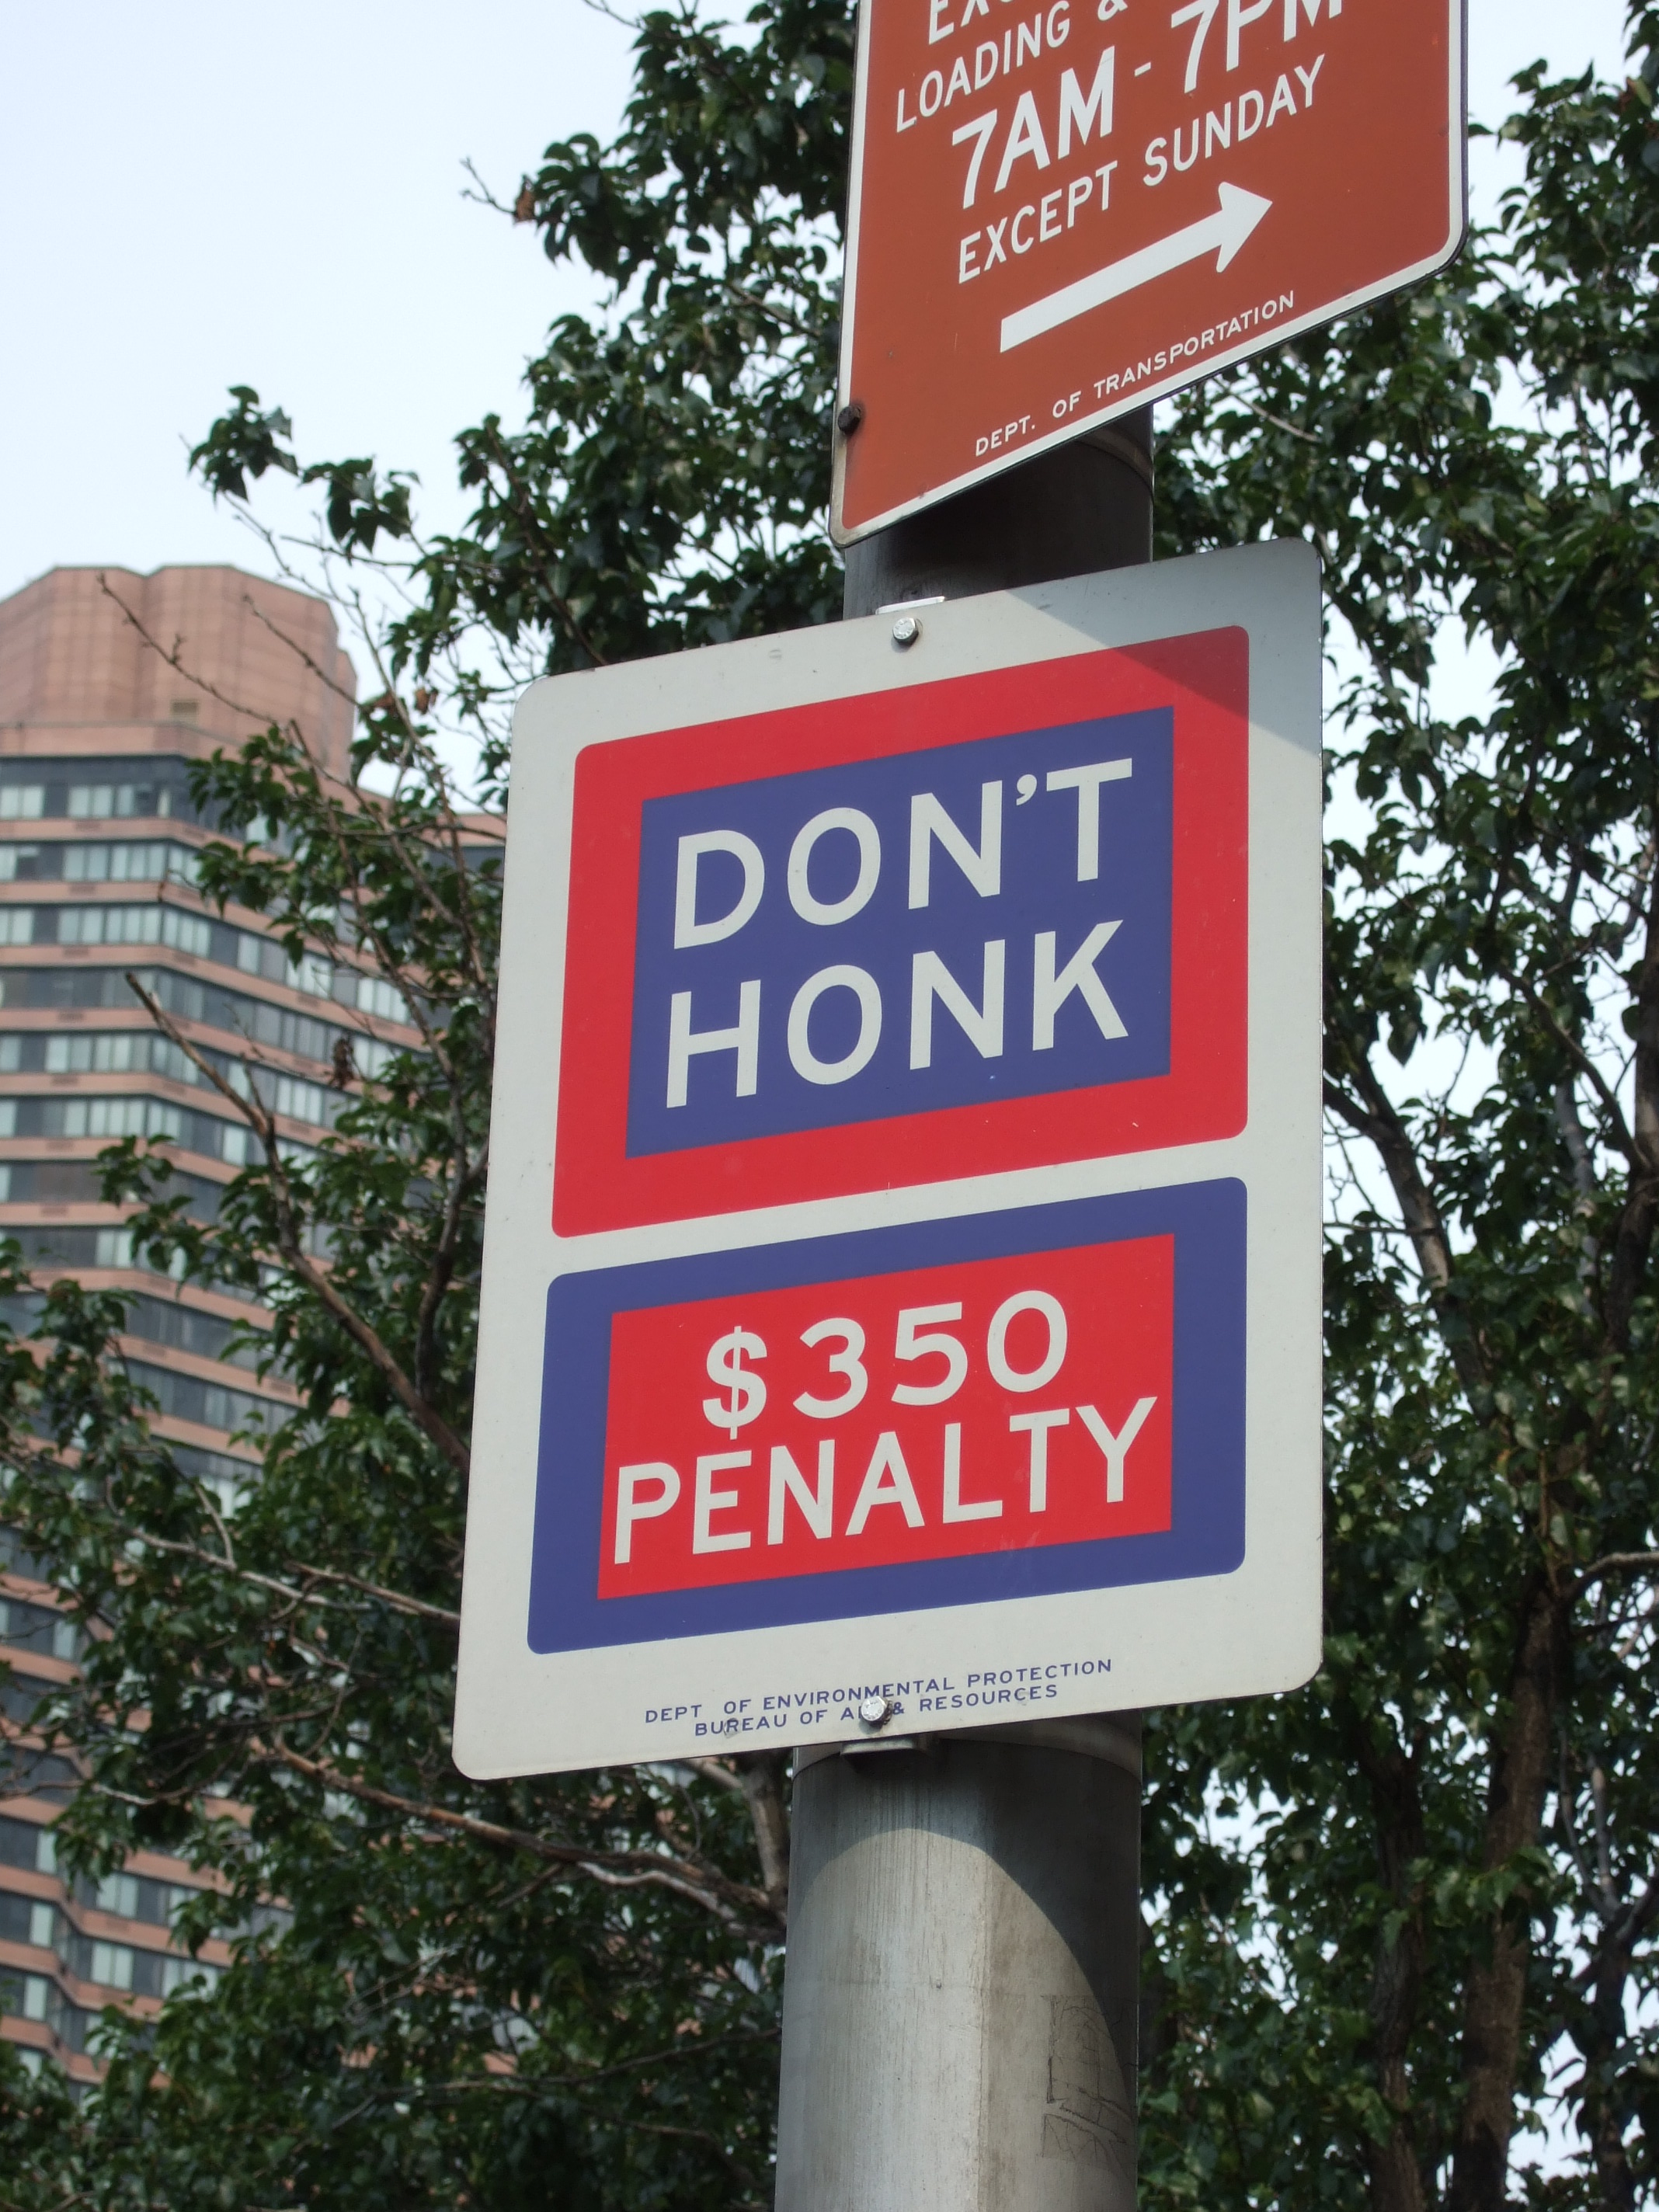 LOADING &
7AM - 7PM
EXCEPT SUNDAY
DEPT. OF TRANSPORTATION
DON'T
HONK
$350
PENALTY
DEPT OF ENVIRONMENTAL PROTECTION
BUREAU OF & RESOURCES